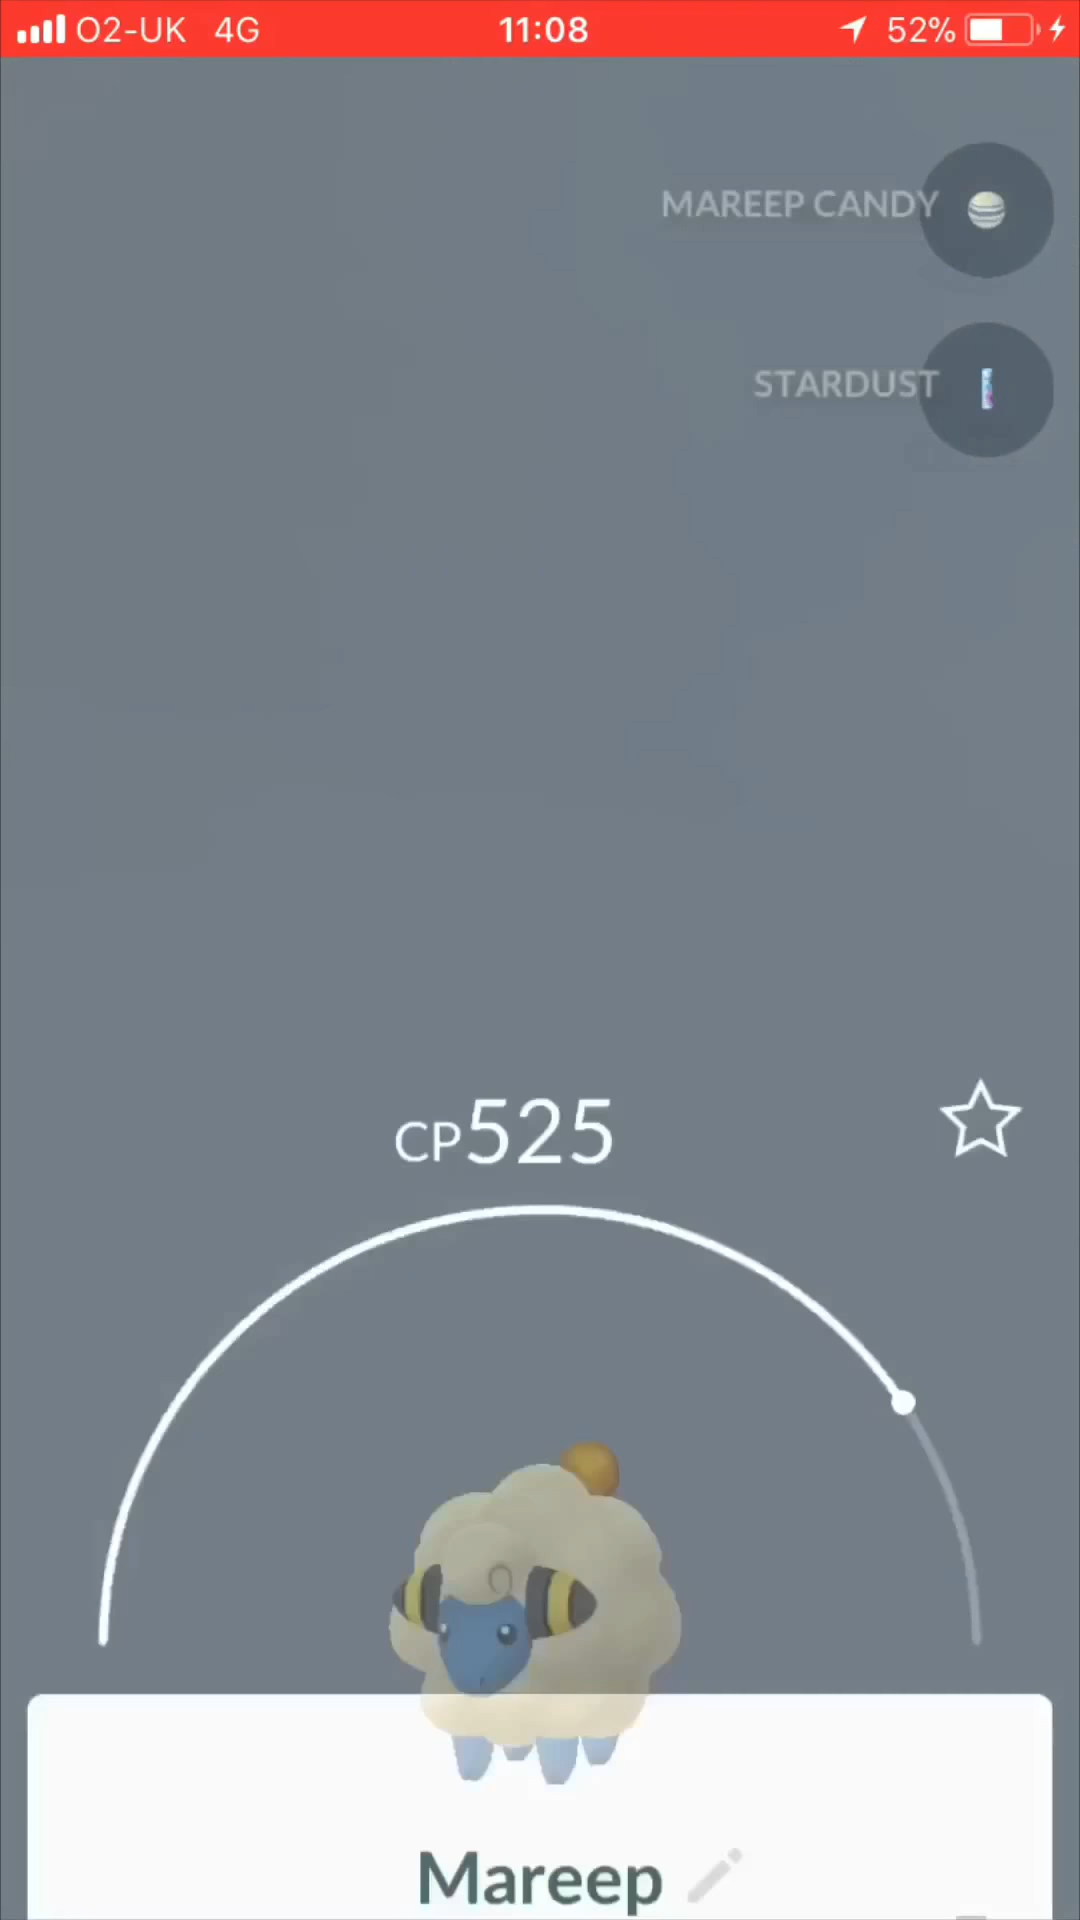 O2-UK 4G 11:08 52%
MAREEP CANDY
STARDUST
CP525
Mareep